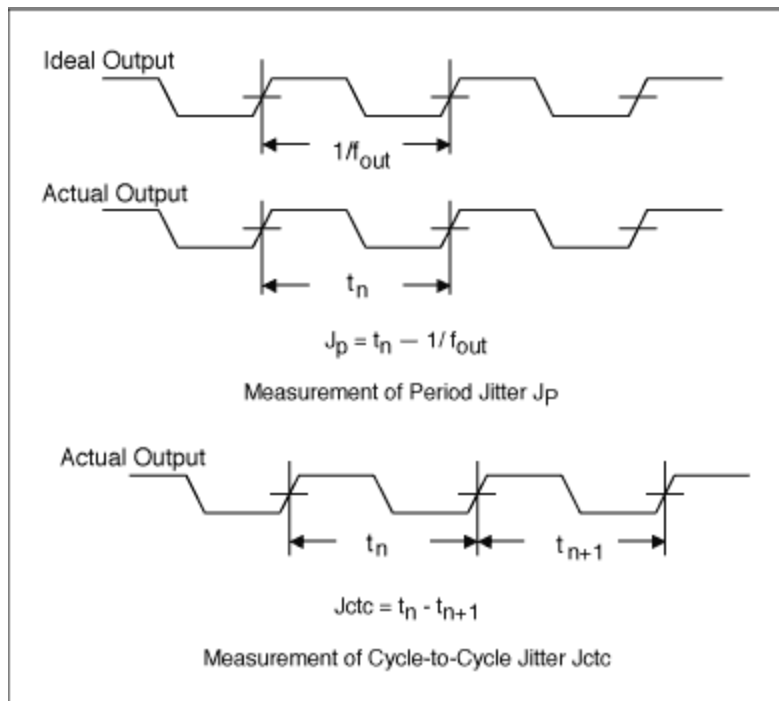 Ideal Output
1/fout
Actual Output
tn
Jp = tn — 1/fout
Measurement of Period Jitter JP
Actual Output
tn
tn+1
Jctc = tn - tn+1
Measurement of Cycle-to-Cycle Jitter Jctc